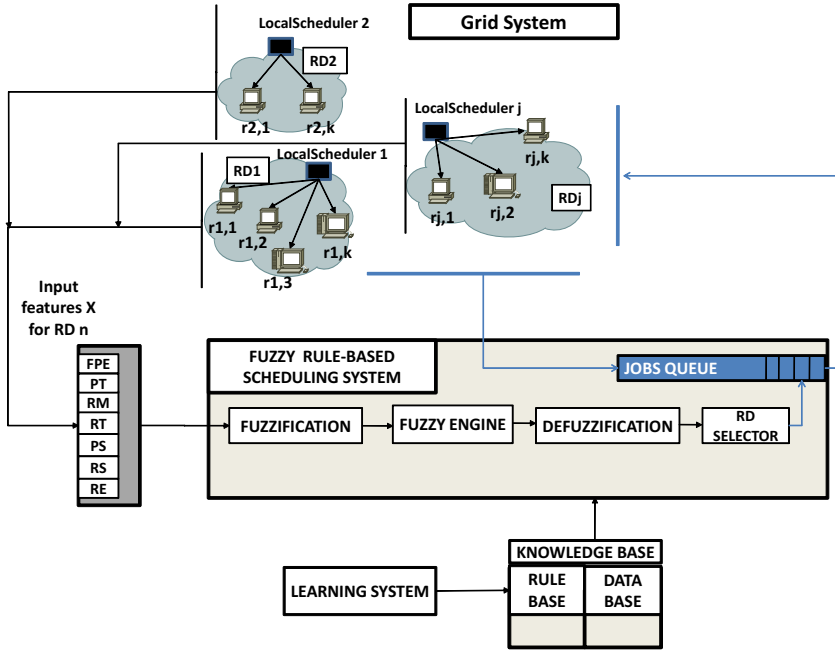 LocalScheduler 2
Grid System
RD2
r2,1
r2,k
LocalScheduler j
rj,k
RDj
rj,1
rj,2
LocalScheduler 1
RD1
r1,1
r1,2
r1,3
r1,k
Input
features X
for RD n
FPE
PT
RM
RT
PS
RS
RE
FUZZY RULE-BASED
SCHEDULING SYSTEM
JOBS QUEUE
FUZZIFICATION
FUZZY ENGINE
DEFUZZIFICATION
RD
SELECTOR
KNOWLEDGE BASE
LEARNING SYSTEM
RULE
BASE
DATA
BASE